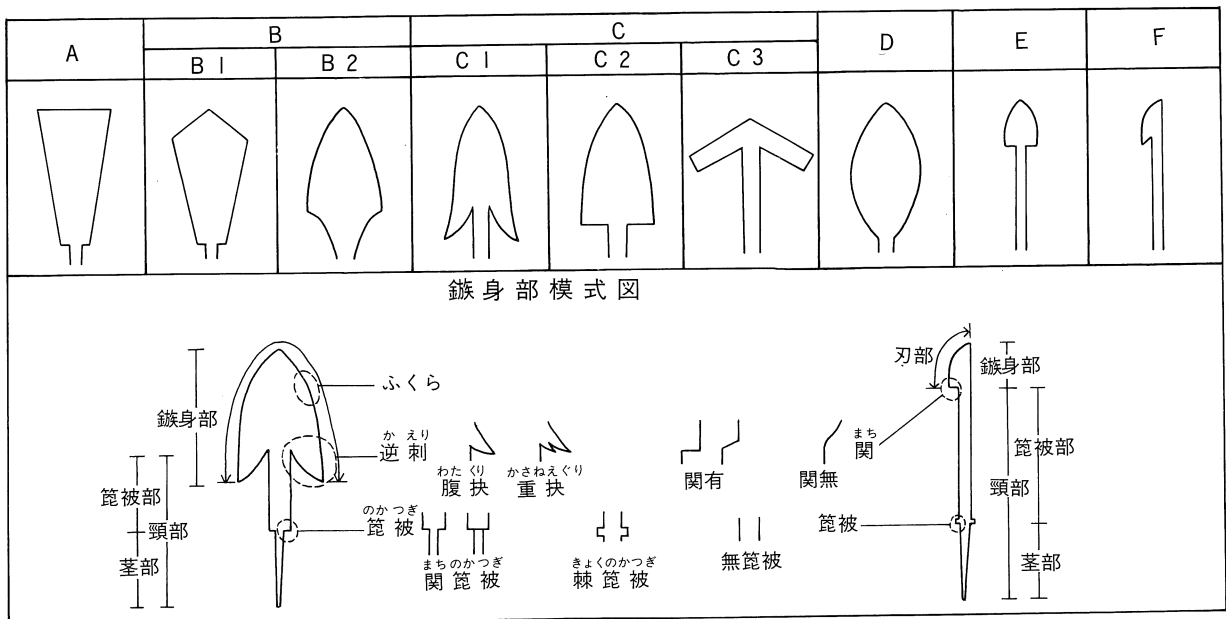 A
B
C
D
E
F
B1
B2
C1
C2
C3
鏃身部模式図
鏃身部
箆被部
頸部
茎部
ふくら
かえり
逆刺
のかつぎ
箆被
わたくり
腹抉
かさねえぐり
重抉
関有
関無
まちのかつぎ
関箆被
きょくのかつぎ
棘箆被
無箆被
刃部
まち
関
箆被
鏃身部
箆被部
頸部
茎部